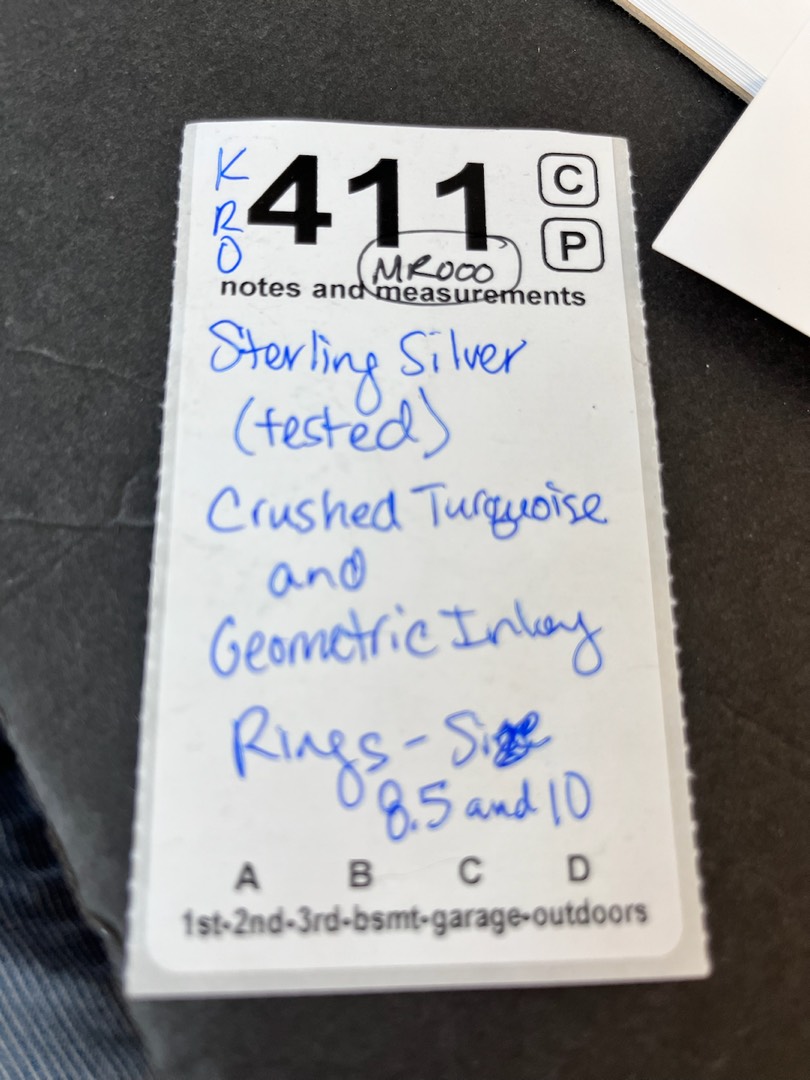 K
R
O
411
C
P
MR000
notes and measurements
Sterling Silver
(tested)
Crushed Turquoise
and
Geometric Inlay
Rings - Size
8.5 and 10
A B C D
1st-2nd-3rd-bsmt-garage-outdoors